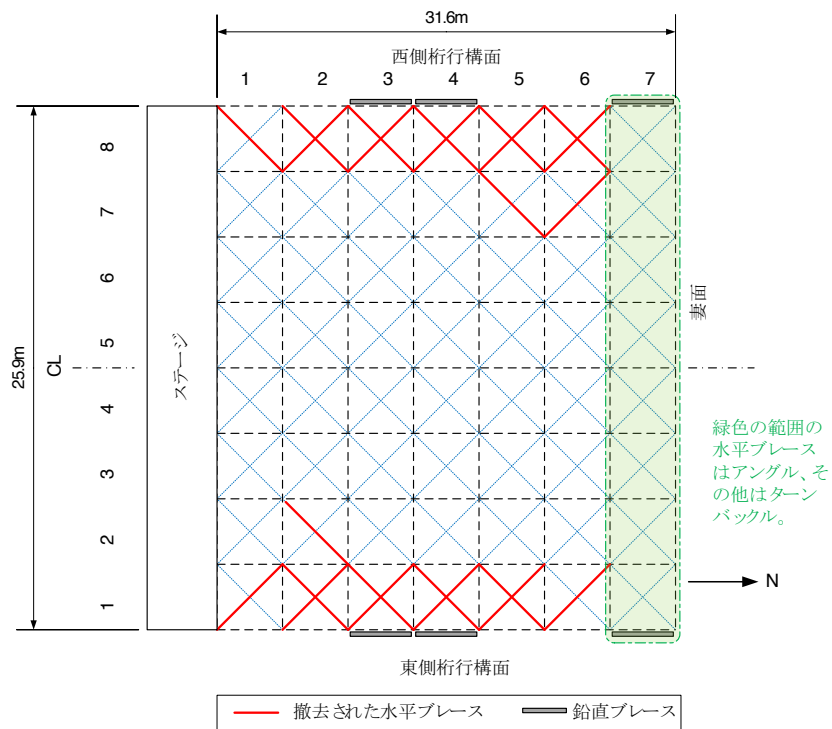 31.6m
西側桁行構面
1 2 3 4 5 6 7
25.9m
CL
8
7
6
5
4
3
2
1
ステージ
妻面
緑色の範囲の
水平ブレース
はアングル、そ
の他はターン
バックル。
N
東側桁行構面
撤去された水平ブレース
鉛直ブレース